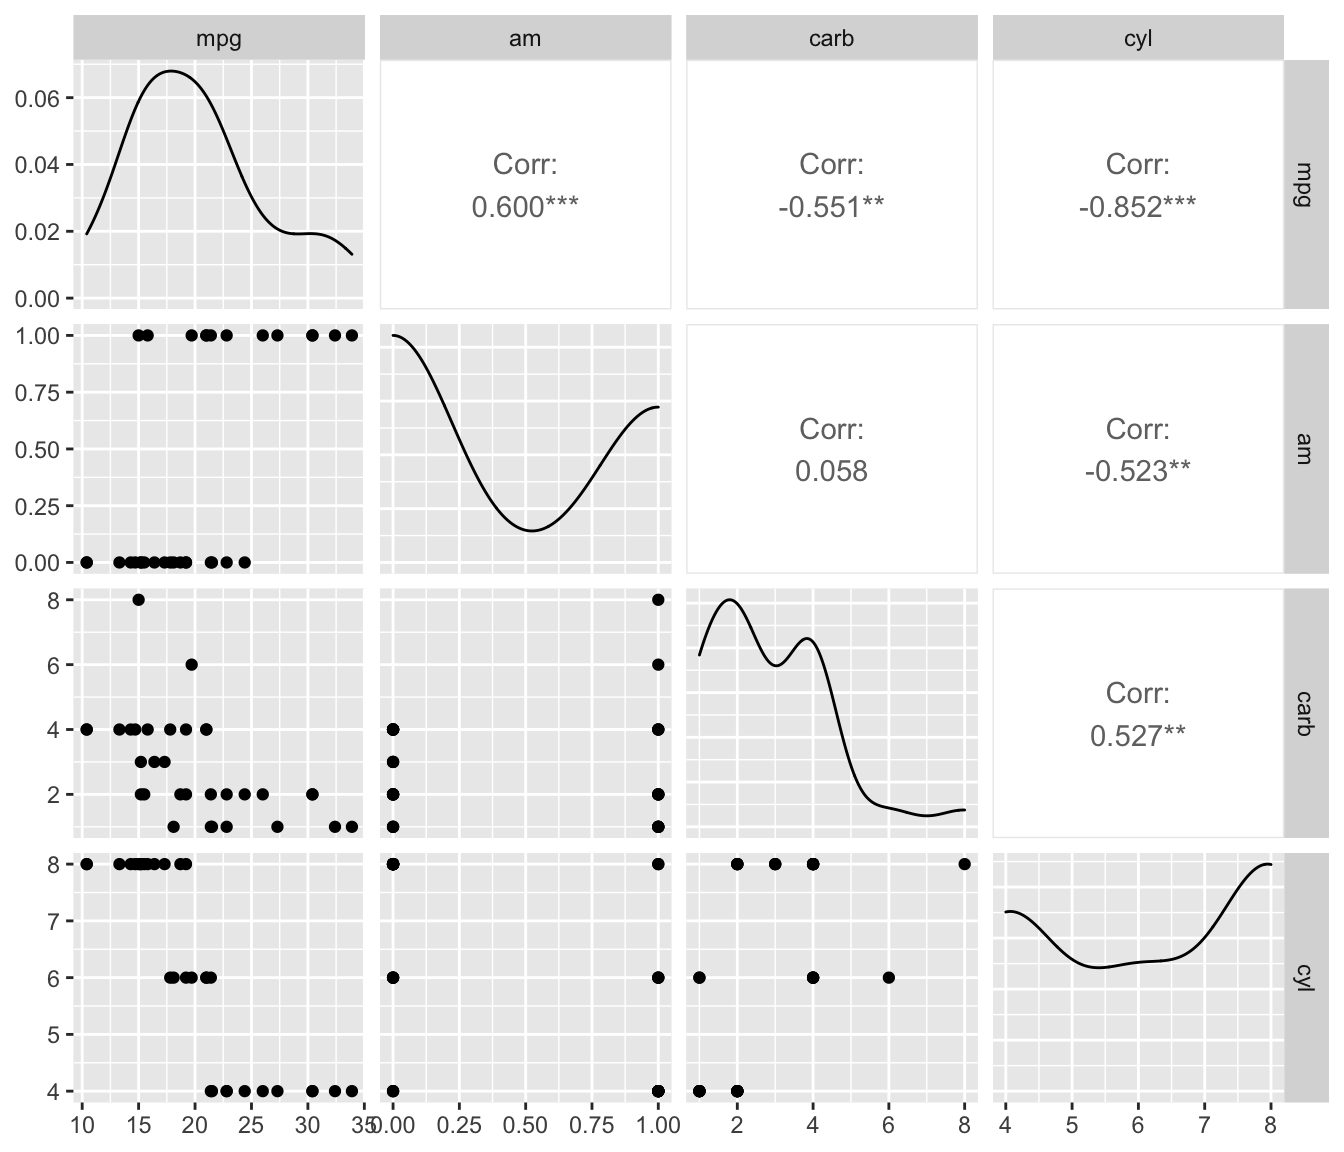 mpg am carb cyl
0.06
0.04
0.02
0.00
Corr:
0.600***
Corr:
-0.551**
Corr:
-0.852***
mpg
1.00
0.75
0.50
0.25
0.00
Corr:
0.058
Corr:
-0.523**
am
8
6
4
2
Corr:
0.527**
carb
8
7
6
5
4
cyl
10 15 20 25 30 35 0.00 0.25 0.50 0.75 1.00 2 4 6 8 4 5 6 7 8